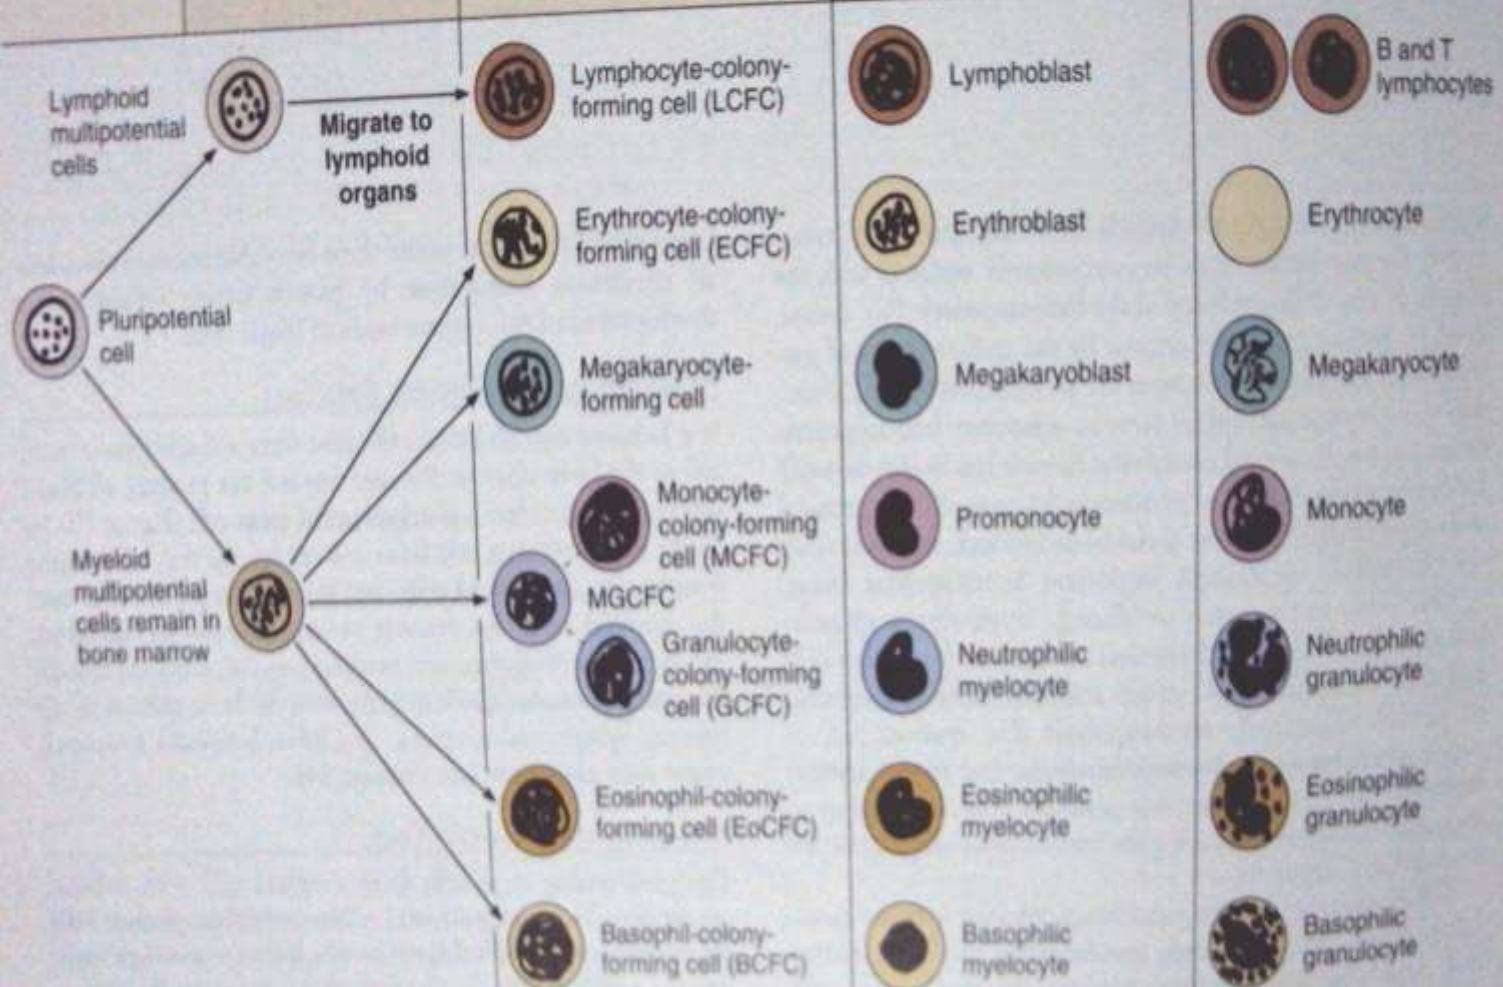 Lymphoid
multipotential
cells
Migrate to
lymphoid
organs
Pluripotential
cell
Myeloid
multipotential
cells remain in
bone marrow
Lymphocyte-colony-
forming cell (LCFC)
Erythrocyte-colony-
forming cell (ECFC)
Megakaryocyte-
forming cell
Monocyte-
colony-forming
cell (MCFC)
MGCFC
Granulocyte-
colony-forming
cell (GCFC)
Eosinophil-colony-
forming cell (EoCFC)
Basophil-colony-
forming cell (BCFC)
Lymphoblast
Erythroblast
Megakaryoblast
Promonocyte
Neutrophilic
myelocyte
Eosinophilic
myelocyte
Basophilic
myelocyte
B and T
lymphocytes
Erythrocyte
Megakaryocyte
Monocyte
Neutrophilic
granulocyte
Eosinophilic
granulocyte
Basophilic
granulocyte